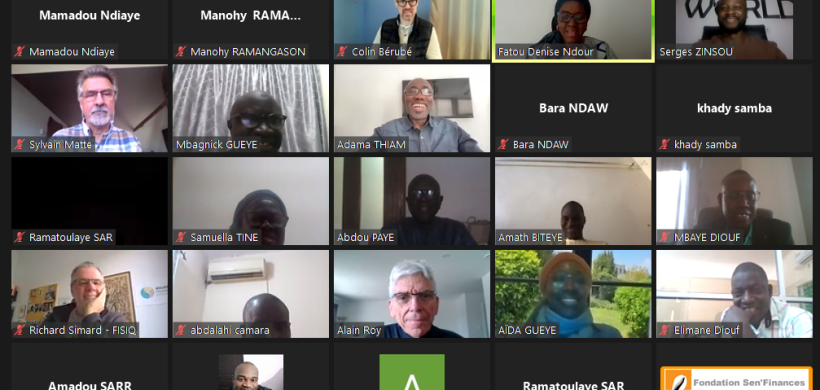 Mamadou Ndiaye
Manohy RAMA...
Mamadou Ndiaye
Manohy RAMANGASON
Colin Bérubé
Fatou Denise Ndour
WORLD
Serges ZINSOU
Bara NDAW
khady samba
Sylvain Matte
Mbagnick GUEYE
Adama THIAM
Bara NDAW
khady samba
Ramatoulaye SAR
Samuella TINE
Abdou PAYE
Amath BITEYE
MBAYE DIOUF
Richard Simard - FISIQ
abdalahi camara
Alain Roy
AÏDA GUEYE
Elimane Diouf
Amadou SARR
A
Ramatoulaye SAR
Fondation Sen'Finances